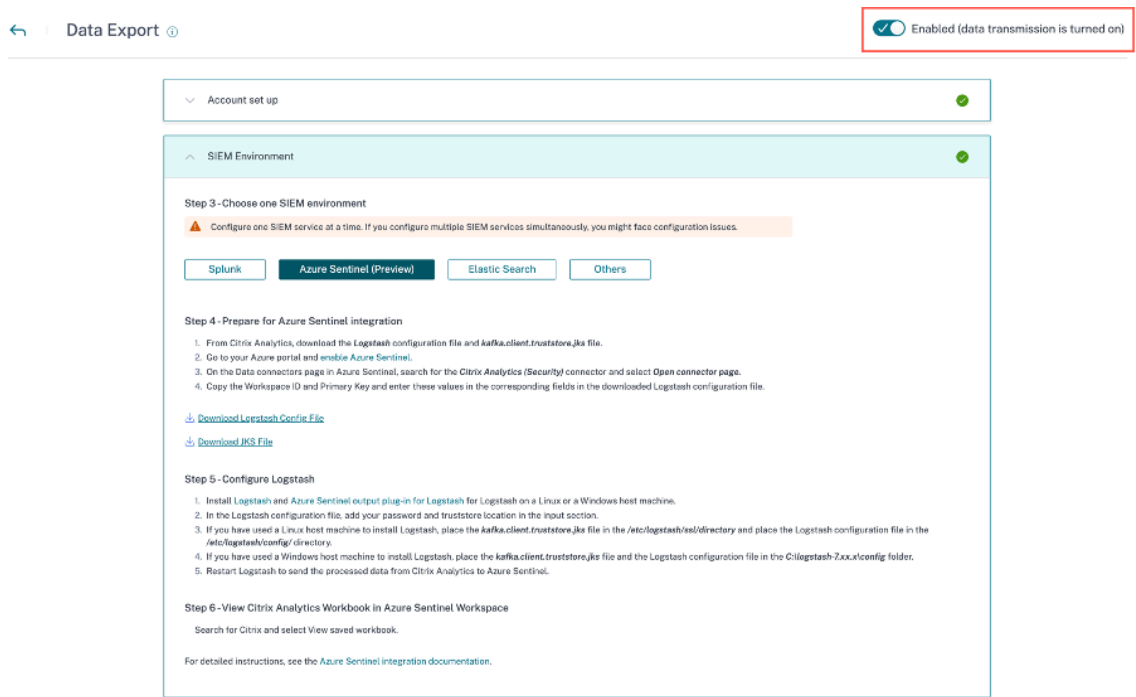 Data Export
Enabled (data transmission is turned on)
Account set up
SIEM Environment
Step 3 - Choose one SIEM environment
Configure one SIEM service at a time. If you configure multiple SIEM services simultaneously, you might face configuration issues.
Splunk
Azure Sentinel (Preview)
Elastic Search
Others
Step 4 - Prepare for Azure Sentinel integration
1. From Citrix Analytics, download the Logstash configuration file and kafka.client.truststore.jks file.
2. Go to your Azure portal and enable Azure Sentinel.
3. On the Data connectors page in Azure Sentinel, search for the Citrix Analytics (Security) connector and select Open connector page.
4. Copy the Workspace ID and Primary Key and enter these values in the corresponding fields in the downloaded Logstash configuration file.
Download Logstash Config File
Download JKS File
Step 5 - Configure Logstash
1. Install Logstash and Azure Sentinel output plug-in for Logstash for Logstash on a Linux or a Windows host machine.
2. In the Logstash configuration file, add your password and truststore location in the input section.
3. If you have used a Linux host machine to install Logstash, place the kafka.client.truststore.jks file in the /etc/logstash/ssl/directory and place the Logstash configuration file in the
/etc/logstash/config/ directory.
4. If you have used a Windows host machine to install Logstash, place the kafka.client.truststore.jks file and the Logstash configuration file in the C:\logstash-7.xx.x\config folder.
5. Restart Logstash to send the processed data from Citrix Analytics to Azure Sentinel.
Step 6 - View Citrix Analytics Workbook in Azure Sentinel Workspace
Search for Citrix and select View saved workbook.
For detailed instructions, see the Azure Sentinel integration documentation.